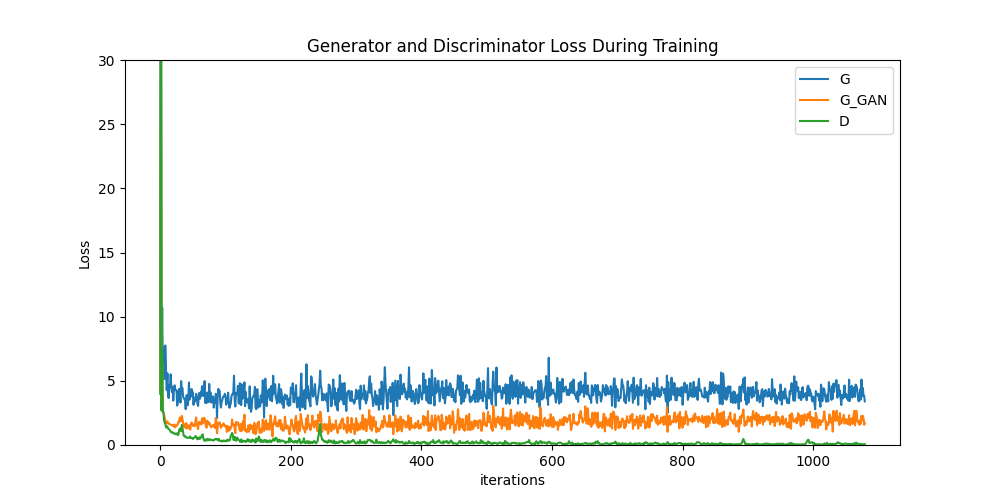 Generator and Discriminator Loss During Training
30
25
20
15
10
5
0
Loss
0 200 400 600 800 1000
iterations
G
G_GAN
D